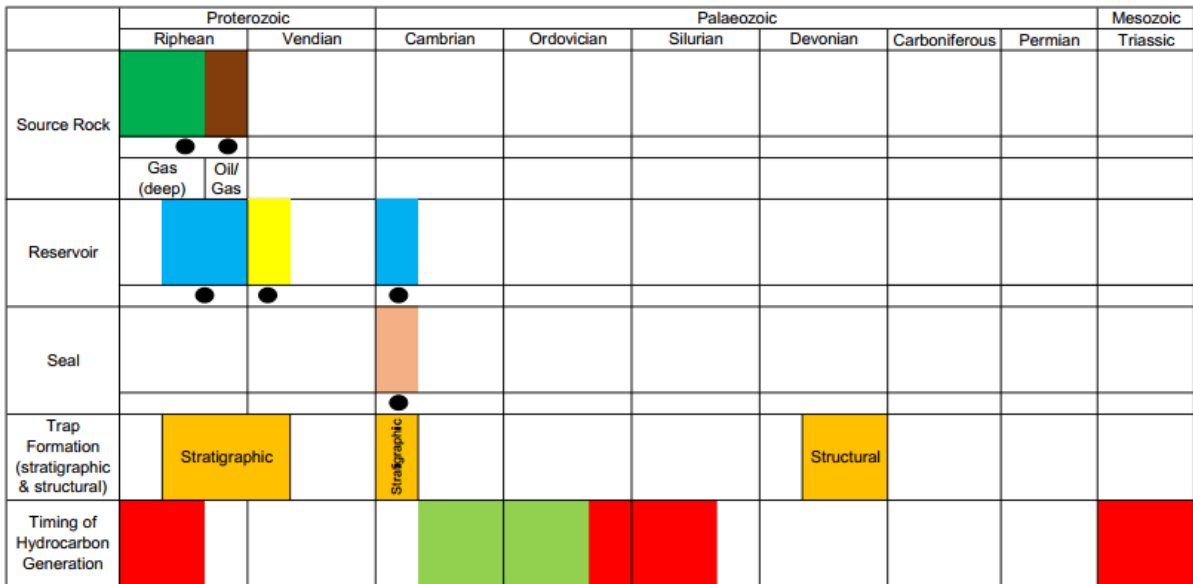 Proterozoic Palaeozoic Mesozoic
Riphean Vendian Cambrian Ordovician Silurian Devonian Carboniferous Permian Triassic
Source Rock
Gas
(deep)
Oil/
Gas
Reservoir
Seal
Trap
Formation
(stratigraphic
& structural)
Stratigraphic
Stratigraphic
Structural
Timing of
Hydrocarbon
Generation